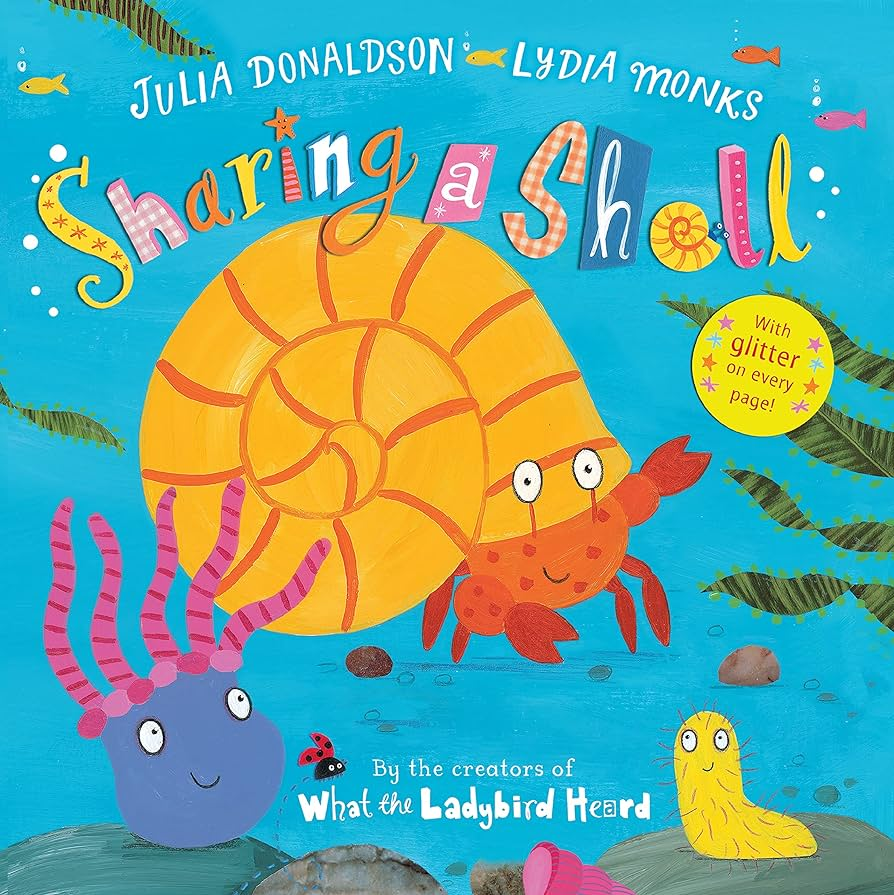 JULIA DONALDSON LYDIA MONKS
Sharing a Shell
With
glitter
on every
page!
By the creators of
What the Ladybird Heard